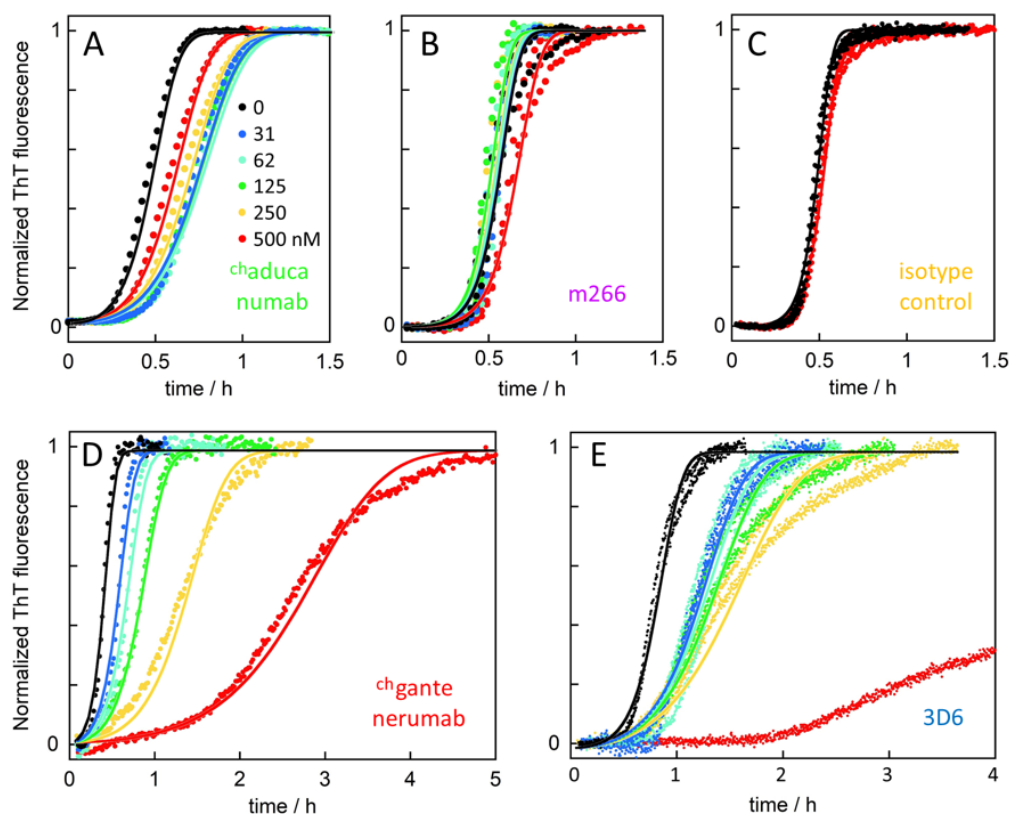 Normalized ThT fluorescence
1
0
A
0
31
62
125
250
500 nM
chaduca
numab
0
0.5
1
1.5
time / h
1
0
B
m266
0
0.5
1
1.5
time / h
1
0
C
isotype
control
0
0.5
1
1.5
time / h
Normalized ThT fluorescence
1
0
D
chgante
nerumab
0
1
2
3
4
5
time / h
1
0
E
3D6
0
1
2
3
4
time / h